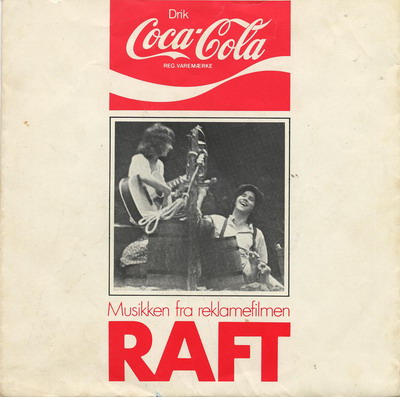 Drik
Coca-Cola
REG. VAREMÆRKE
Musikken fra reklamefilmen
RAFT